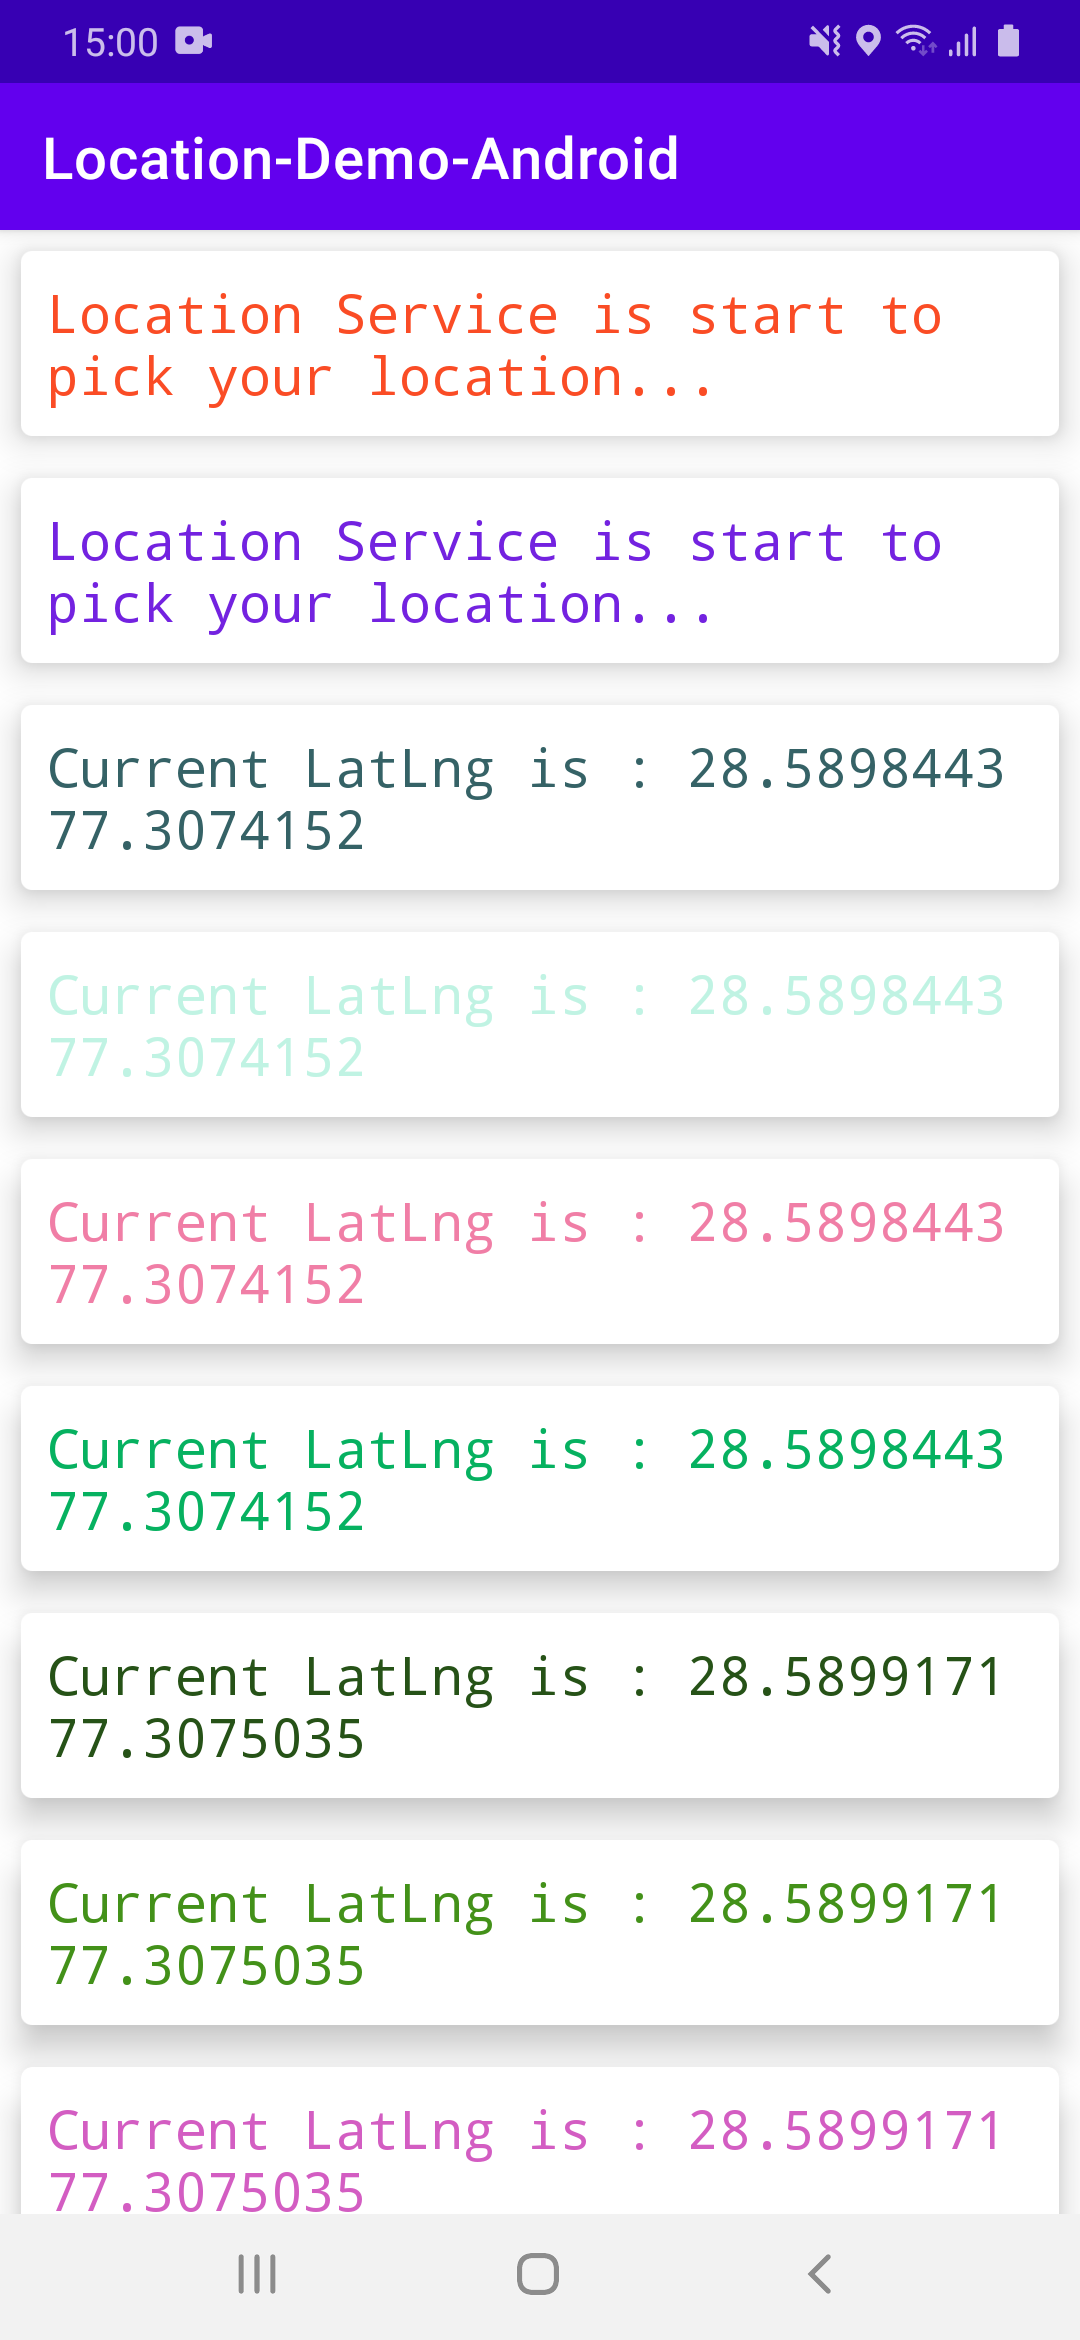 15:00
Location-Demo-Android
Location Service is start to
pick your location...
Location Service is start to
pick your location...
Current LatLng is : 28.5898443
77.3074152
Current LatLng is : 28.5898443
77.3074152
Current LatLng is : 28.5898443
77.3074152
Current LatLng is : 28.5898443
77.3074152
Current LatLng is : 28.5899171
77.3075035
Current LatLng is : 28.5899171
77.3075035
Current LatLng is : 28.5899171
77.3075035